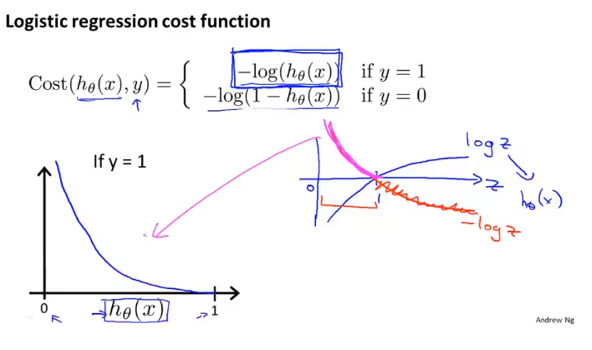 Logistic regression cost function
Cost(hθ(x), y) = {
−log(hθ(x)) if y = 1
−log(1 − hθ(x)) if y = 0
If y = 1
log z
0 1 z
hθ(x)
−log z
0 hθ(x) 1
Andrew Ng